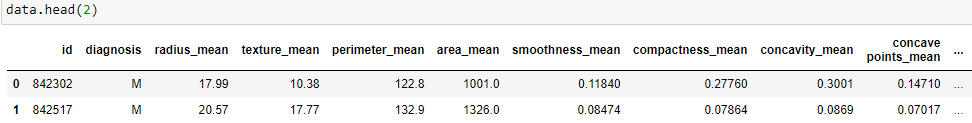 data.head(2)
id diagnosis radius_mean texture_mean perimeter_mean area_mean smoothness_mean compactness_mean concavity_mean concave points_mean ...
0 842302 M 17.99 10.38 122.8 1001.0 0.11840 0.27760 0.3001 0.14710 ...
1 842517 M 20.57 17.77 132.9 1326.0 0.08474 0.07864 0.0869 0.07017 ...